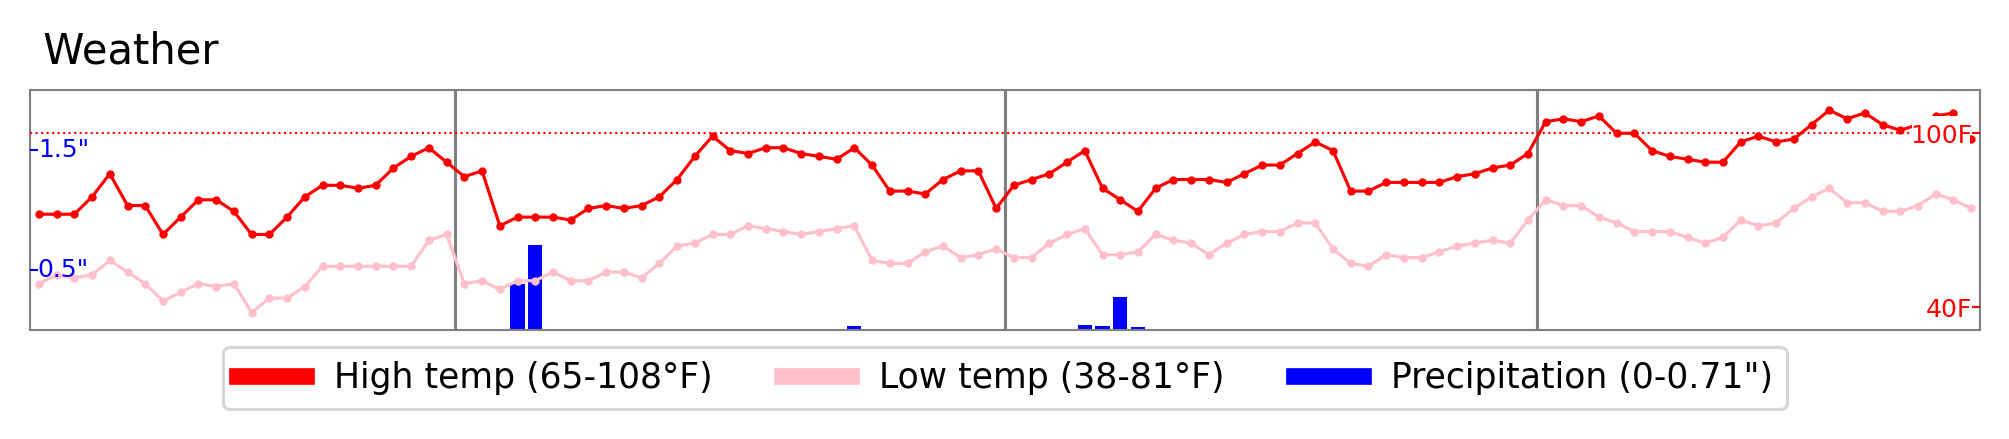 Weather
1.5"
100F
0.5"
40F
High temp (65-108°F)
Low temp (38-81°F)
Precipitation (0-0.71")